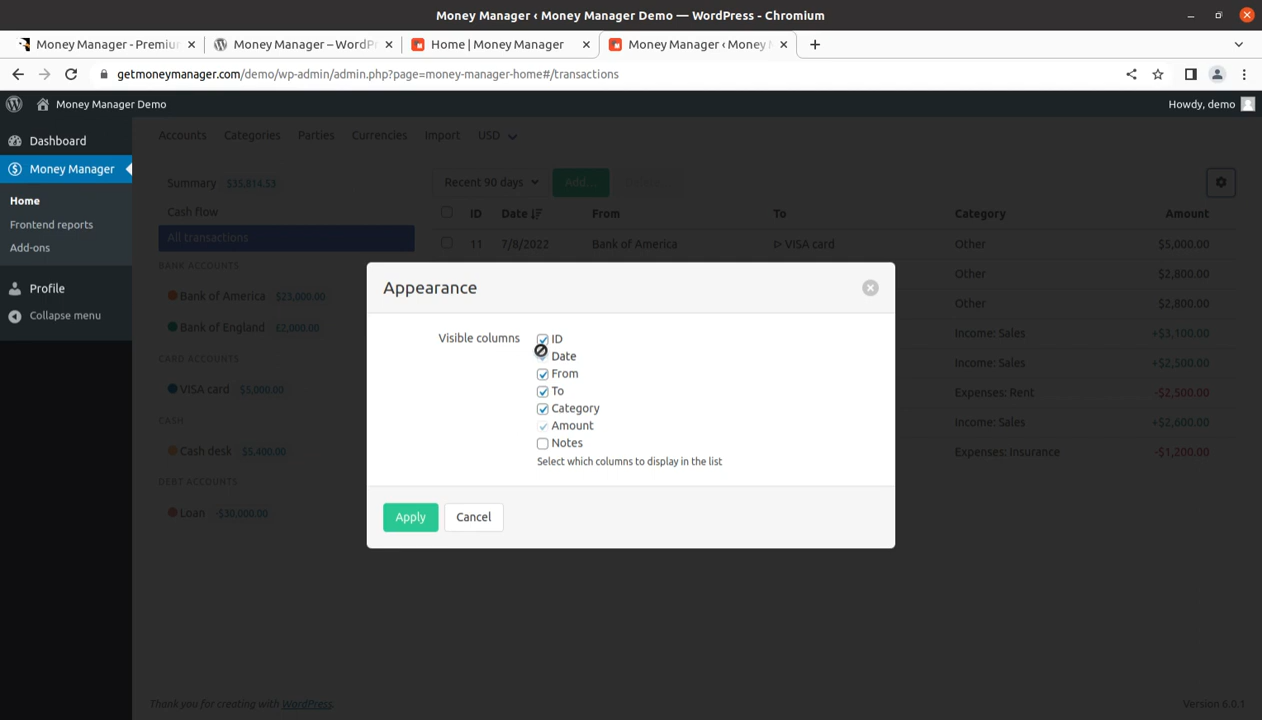 Money Manager ‹ Money Manager Demo — WordPress - Chromium
Money Manager - Premiu
Money Manager – WordP
Home | Money Manager
Money Manager ‹ Money
getmoneymanager.com/demo/wp-admin/admin.php?page=money-manager-home#/transactions
Money Manager Demo
Howdy, demo
Dashboard
Money Manager
Home
Frontend reports
Add-ons
Profile
Collapse menu
Accounts Categories Parties Currencies Import USD
Summary $35,814.53
Cash flow
All transactions
BANK ACCOUNTS
Bank of America $23,000.00
Bank of England £2,000.00
CARD ACCOUNTS
VISA card $5,000.00
CASH
Cash desk $5,400.00
DEBT ACCOUNTS
Loan -$30,000.00
Recent 90 days Add...
ID Date From To Category Amount
11 7/8/2022 Bank of America VISA card Other $5,000.00
Other $2,800.00
Other $2,800.00
Income: Sales +$3,100.00
Income: Sales +$2,500.00
Expenses: Rent -$2,500.00
Income: Sales +$2,600.00
Expenses: Insurance -$1,200.00
Appearance
Visible columns
ID
Date
From
To
Category
Amount
Notes
Select which columns to display in the list
Apply Cancel
Thank you for creating with WordPress.
Version 6.0.1